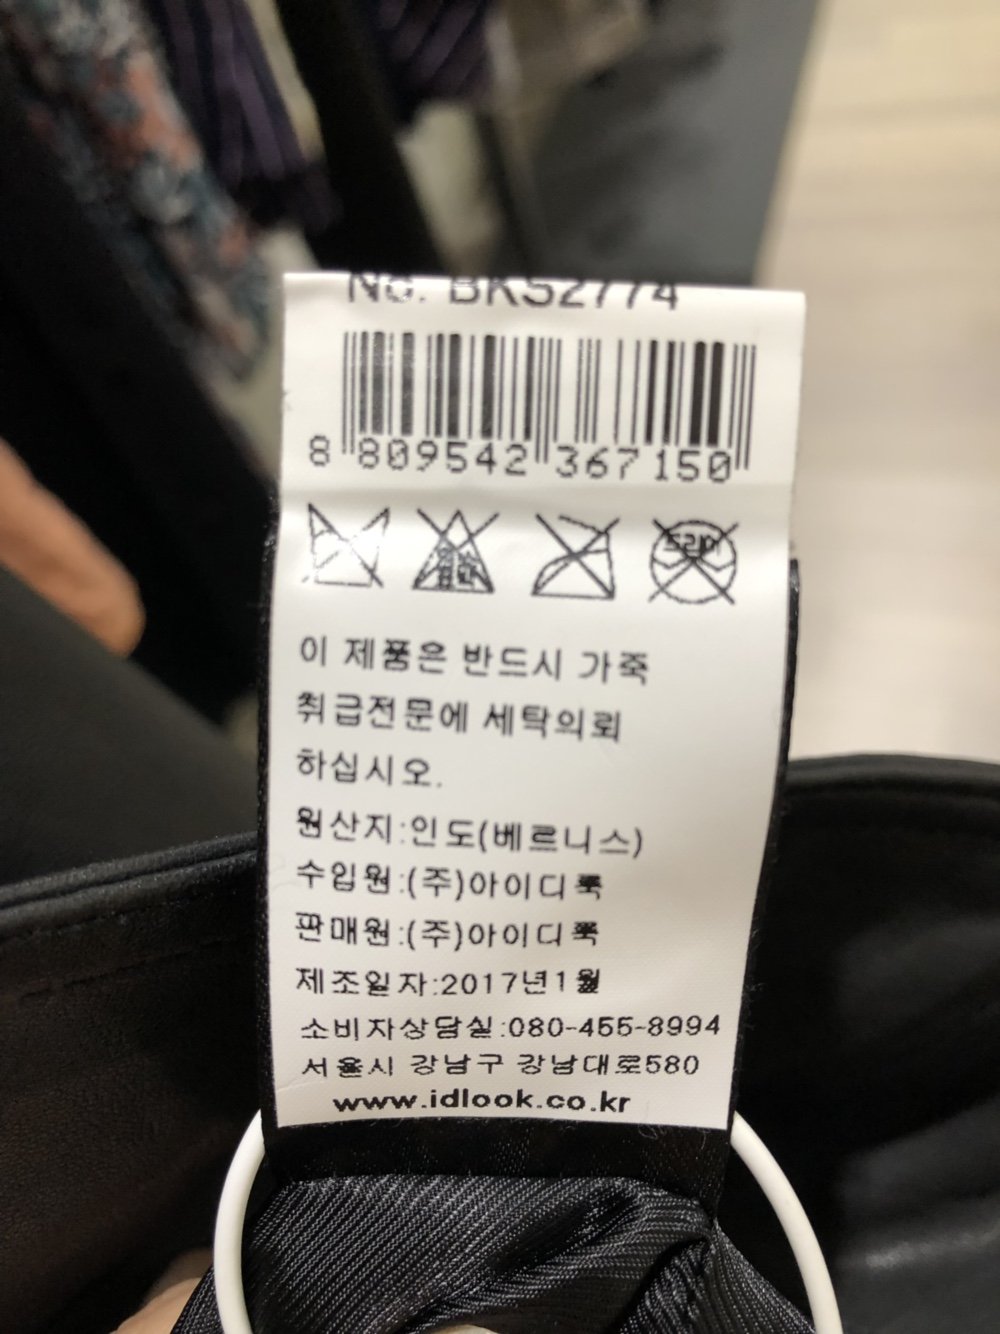 No. BKS2774
8 809542 367150
드라이
이 제품은 반드시 가죽
취급전문에 세탁의뢰
하십시오.
원산지:인도(베르니스)
수입원:(주)아이디룩
판매원:(주)아이디룩
제조일자:2017년1월
소비자상담실:080-455-8994
서울시 강남구 강남대로580
www.idlook.co.kr